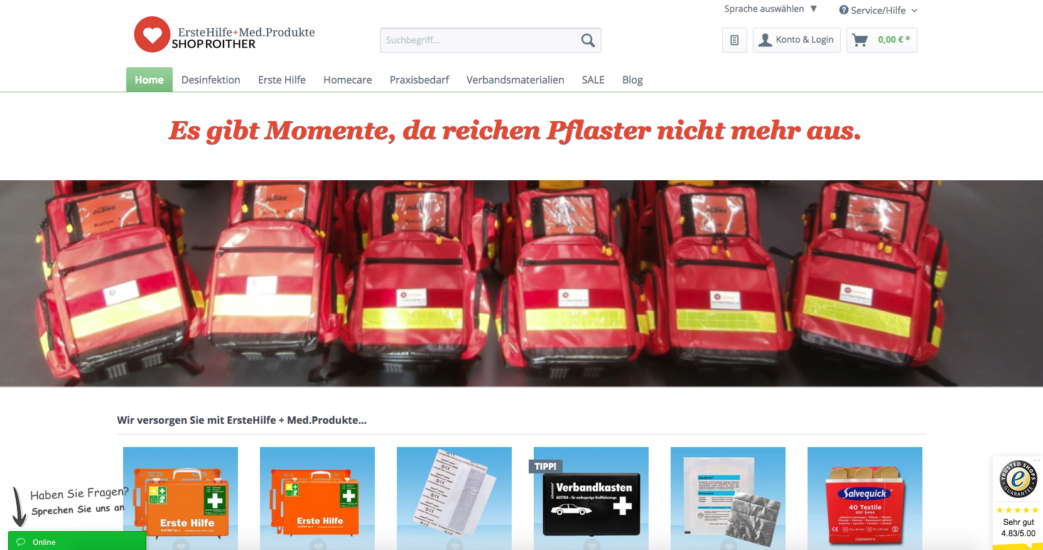 Sprache auswählen ▼
Service/Hilfe
ErsteHilfe+Med.Produkte
SHOP ROITHER
Suchbegriff...
Konto & Login
0,00 € *
Home Desinfektion Erste Hilfe Homecare Praxisbedarf Verbandsmaterialien SALE Blog
Es gibt Momente, da reichen Pflaster nicht mehr aus.
Wir versorgen Sie mit ErsteHilfe + Med.Produkte...
Erste Hilfe
Erste Hilfe
TIPP!
Verbandkasten
Salvequick
40 Textile
Haben Sie Fragen?
Sprechen Sie uns an
Online
TRUSTED SHOPS
GUARANTEE
Sehr gut
4.83/5.00